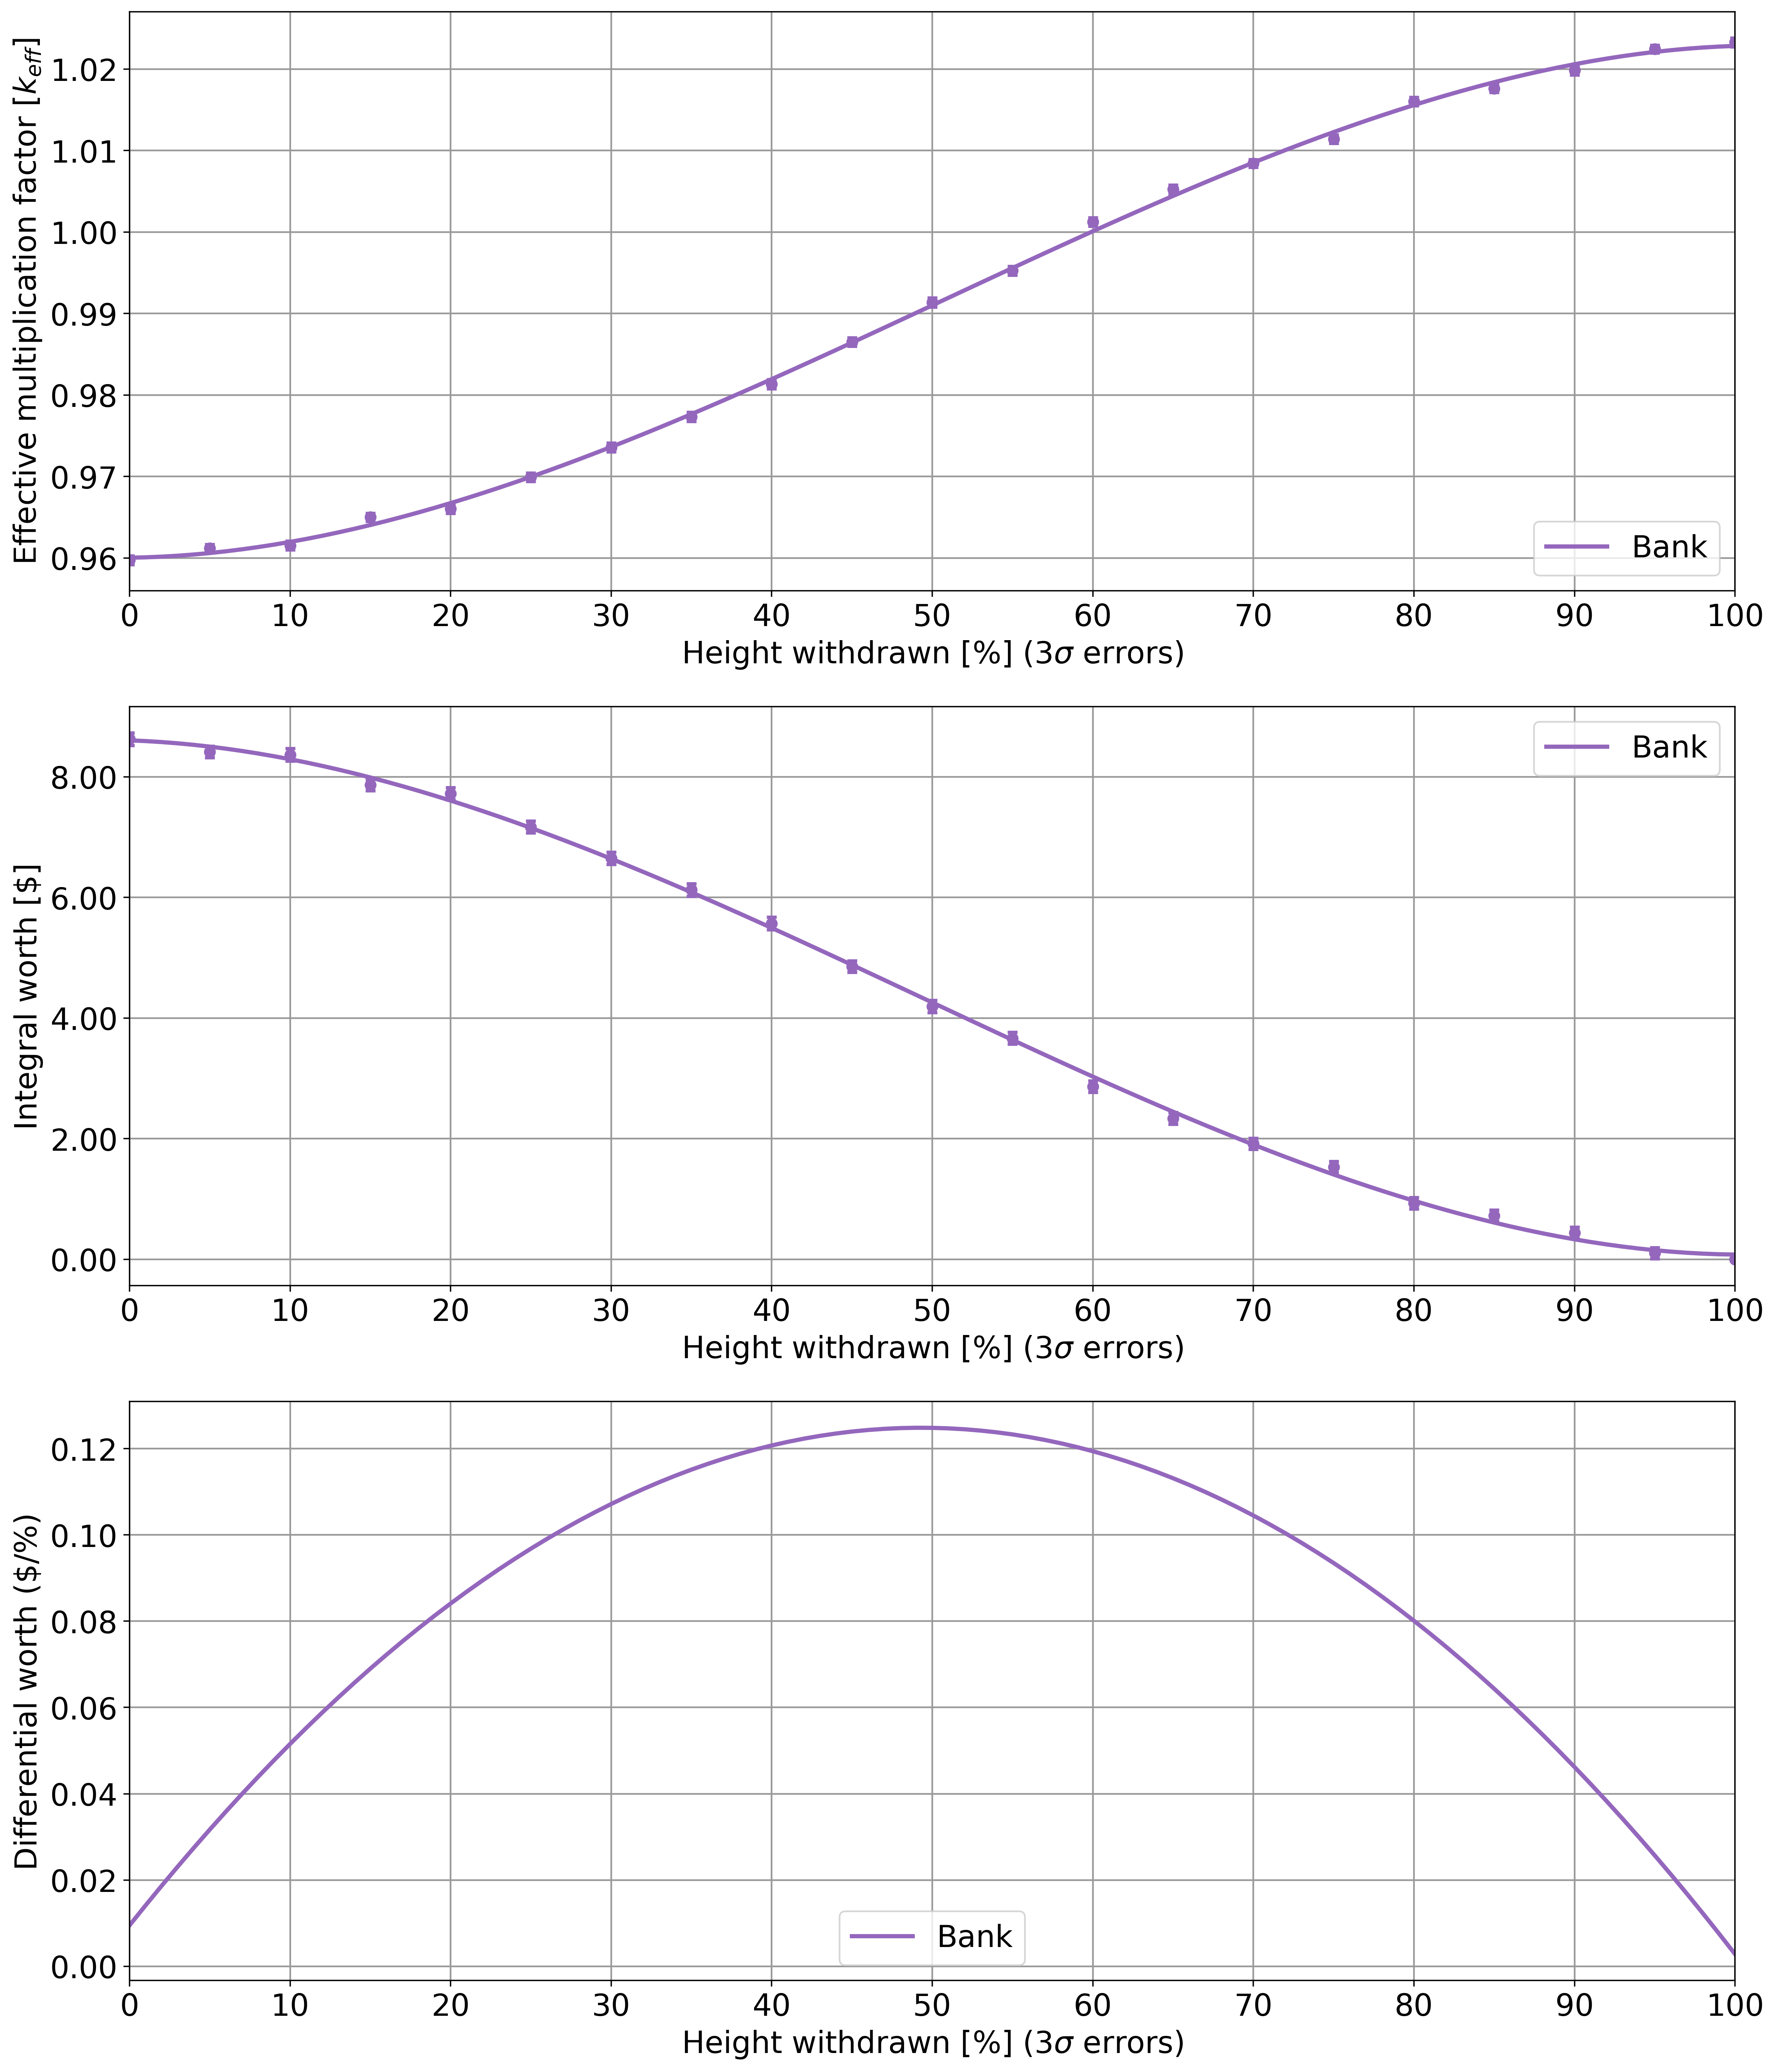 Effective multiplication factor [k_eff]
1.02
1.01
1.00
0.99
0.98
0.97
0.96
Bank
0 10 20 30 40 50 60 70 80 90 100
Height withdrawn [%] (3σ errors)
Integral worth [$]
8.00
6.00
4.00
2.00
0.00
Bank
0 10 20 30 40 50 60 70 80 90 100
Height withdrawn [%] (3σ errors)
Differential worth ($/%)
0.12
0.10
0.08
0.06
0.04
0.02
0.00
Bank
0 10 20 30 40 50 60 70 80 90 100
Height withdrawn [%] (3σ errors)